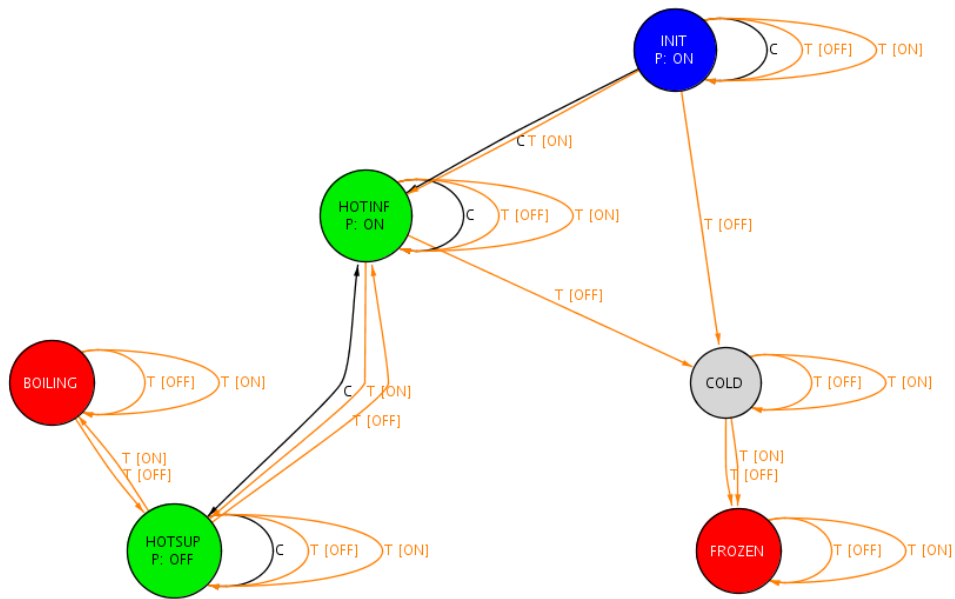 INIT
P: ON
C
T [OFF]
T [ON]
C
T [ON]
HOTINF
P: ON
C
T [OFF]
T [ON]
T [OFF]
T [OFF]
BOILING
T [OFF]
T [ON]
C
T [ON]
T [OFF]
COLD
T [OFF]
T [ON]
T [ON]
T [OFF]
T [ON]
T [OFF]
HOTSUP
P: OFF
C
T [OFF]
T [ON]
FROZEN
T [OFF]
T [ON]